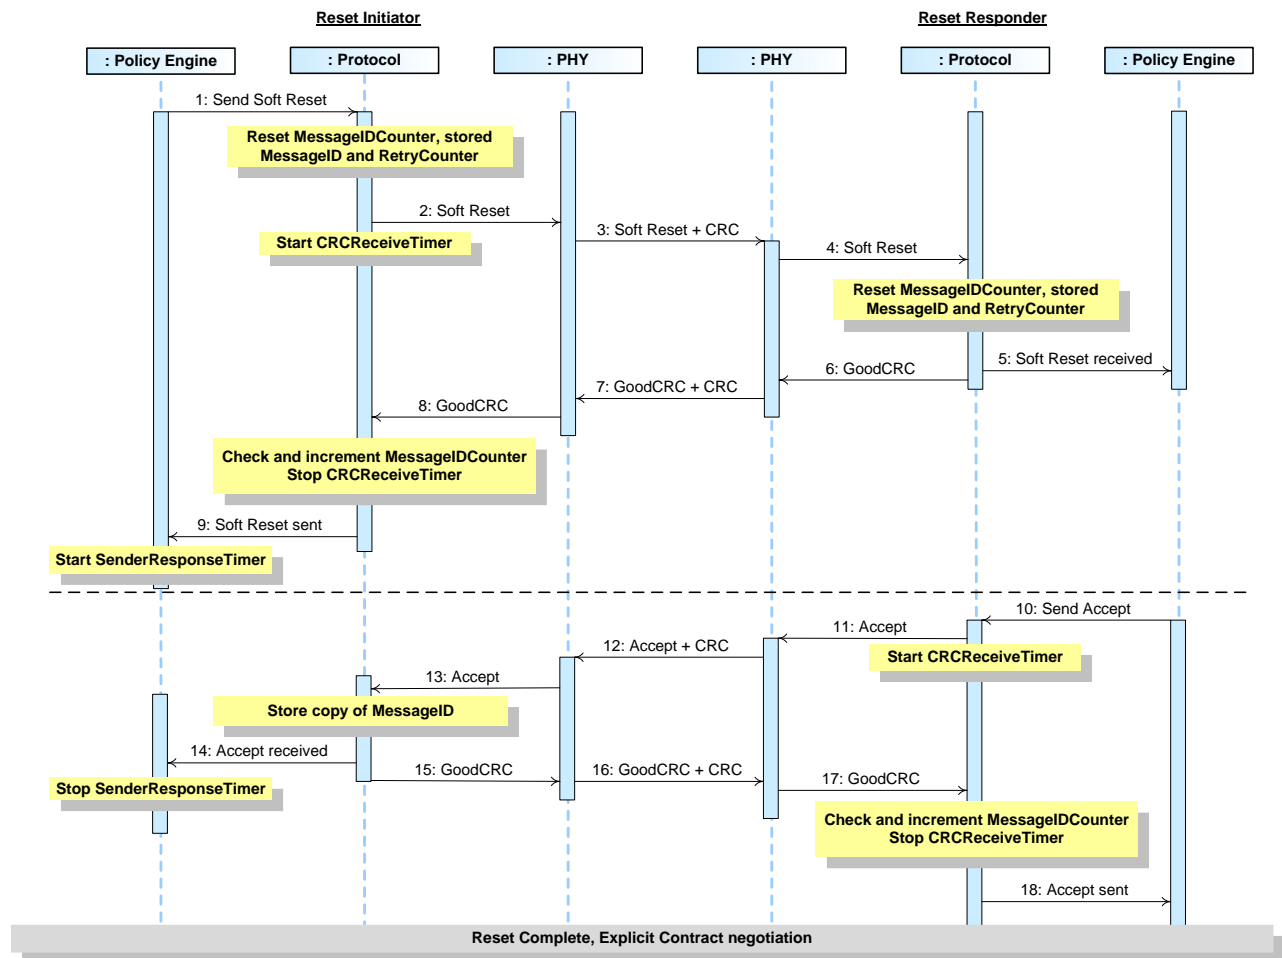 Reset Initiator
Reset Responder
: Policy Engine
: Protocol
: PHY
: PHY
: Protocol
: Policy Engine
1: Send Soft Reset
Reset MessageIDCounter, stored
MessageID and RetryCounter
2: Soft Reset
Start CRCReceiveTimer
3: Soft Reset + CRC
4: Soft Reset
Reset MessageIDCounter, stored
MessageID and RetryCounter
5: Soft Reset received
6: GoodCRC
7: GoodCRC + CRC
8: GoodCRC
Check and increment MessageIDCounter
Stop CRCReceiveTimer
9: Soft Reset sent
Start SenderResponseTimer
10: Send Accept
11: Accept
Start CRCReceiveTimer
12: Accept + CRC
13: Accept
Store copy of MessageID
14: Accept received
Stop SenderResponseTimer
15: GoodCRC
16: GoodCRC + CRC
17: GoodCRC
Check and increment MessageIDCounter
Stop CRCReceiveTimer
18: Accept sent
Reset Complete, Explicit Contract negotiation